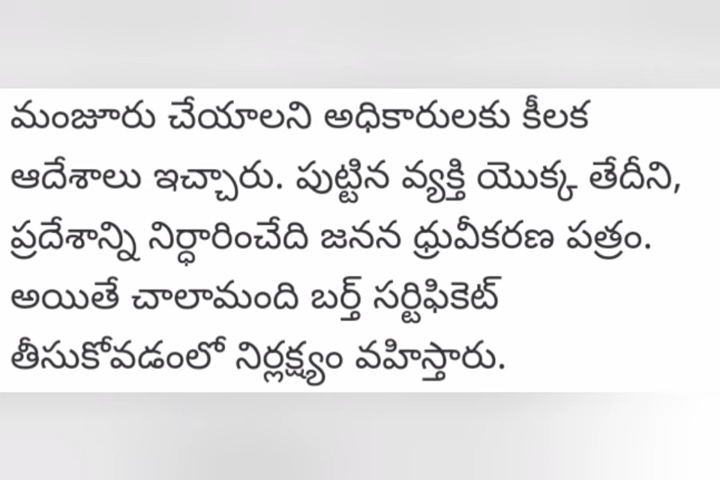 మంజూరు చేయాలని అధికారులకు కీలక
ఆదేశాలు ఇచ్చారు. పుట్టిన వ్యక్తి యొక్క తేదీని,
ప్రదేశాన్ని నిర్ధారించేది జనన ధ్రువీకరణ పత్రం.
అయితే చాలామంది బర్త్ సర్టిఫికెట్
తీసుకోవడంలో నిర్లక్ష్యం వహిస్తారు.